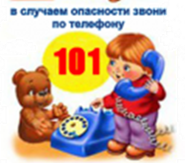 в случаем опасности звони
по телефону
101